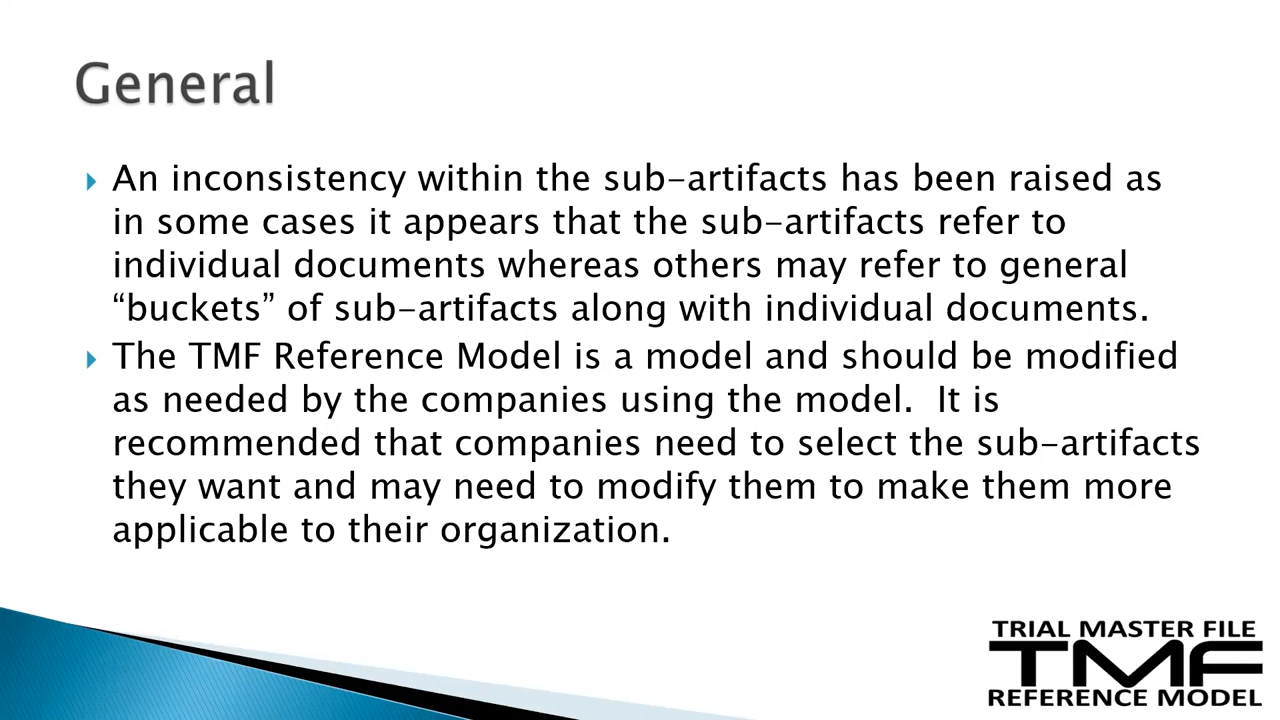 General
An inconsistency within the sub-artifacts has been raised as
in some cases it appears that the sub-artifacts refer to
individual documents whereas others may refer to general
“buckets” of sub-artifacts along with individual documents.
The TMF Reference Model is a model and should be modified
as needed by the companies using the model.  It is
recommended that companies need to select the sub-artifacts
they want and may need to modify them to make them more
applicable to their organization.
TRIAL MASTER FILE
TMF
REFERENCE MODEL